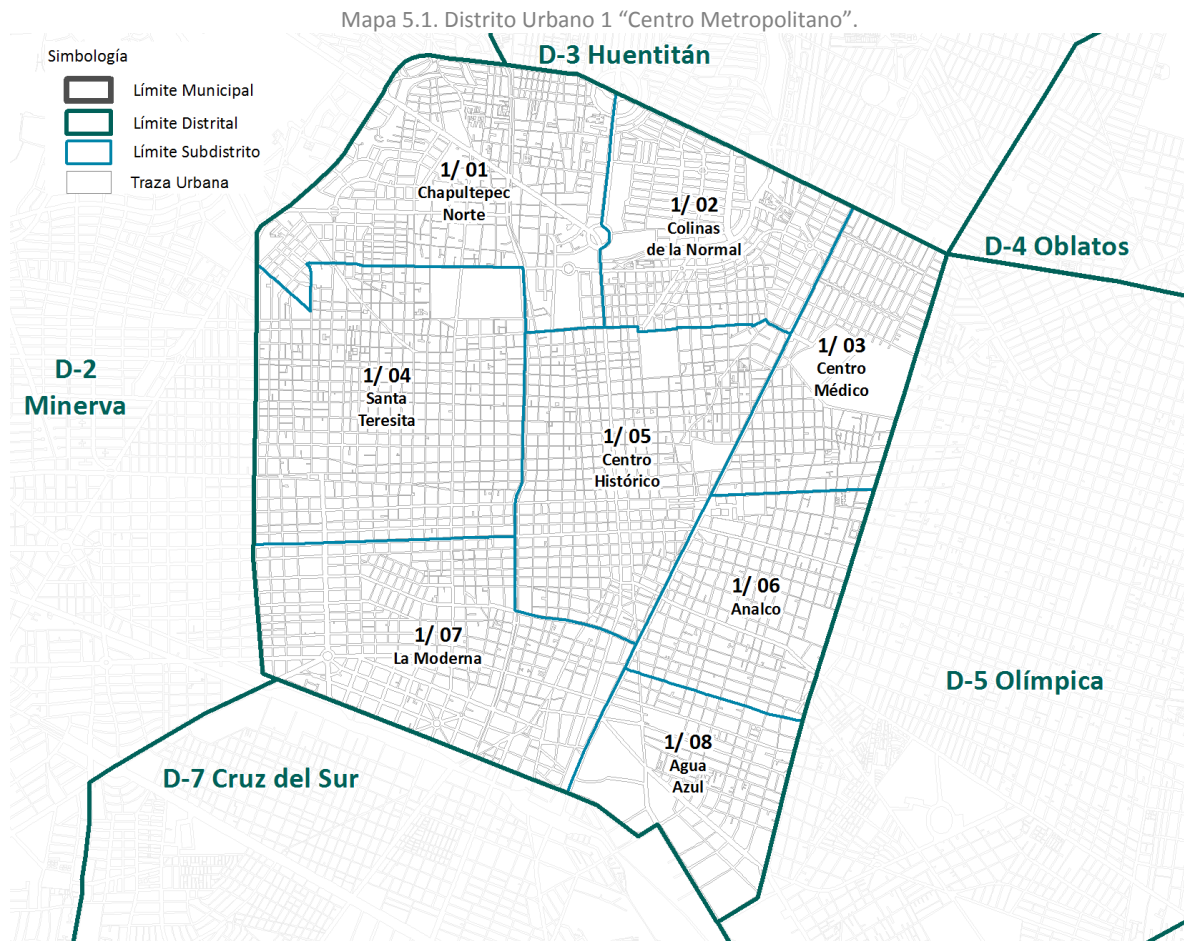 Mapa 5.1. Distrito Urbano 1 “Centro Metropolitano”.
Simbología
Límite Municipal
Límite Distrital
Límite Subdistrito
Traza Urbana
D-3 Huentitán
1/ 01
Chapultepec
Norte
1/ 02
Colinas
de la Normal
D-4 Oblatos
1/ 03
Centro
Médico
D-2
Minerva
1/ 04
Santa
Teresita
1/ 05
Centro
Histórico
1/ 06
Analco
1/ 07
La Moderna
D-5 Olímpica
1/ 08
Agua
Azul
D-7 Cruz del Sur